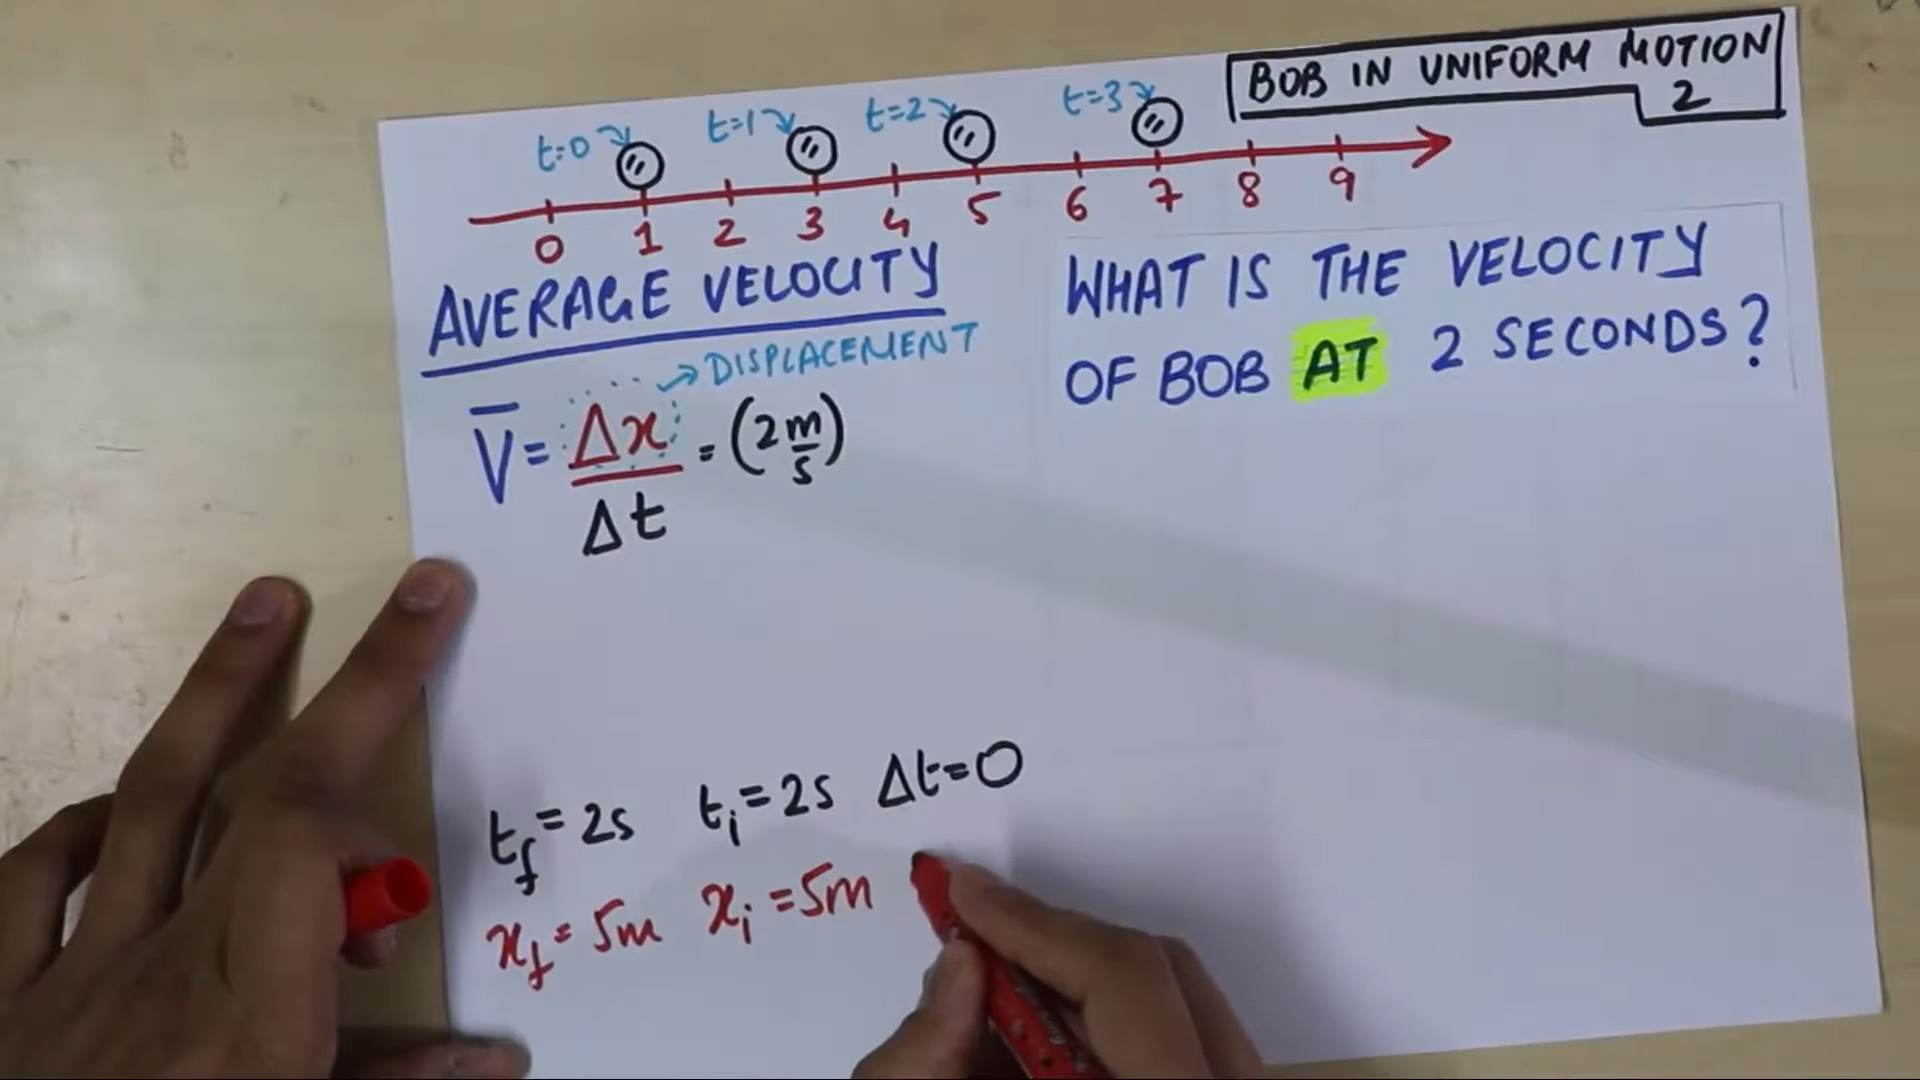 BOB IN UNIFORM MOTION
2
t=0 t=1 t=2 t=3
0 1 2 3 4 5 6 7 8 9
AVERAGE VELOCITY
DISPLACEMENT
V̅ = Δx/Δt = (2 m/s)
WHAT IS THE VELOCITY
OF BOB AT 2 SECONDS?
t_f = 2s t_i = 2s Δt=0
x_f = 5m x_i = 5m